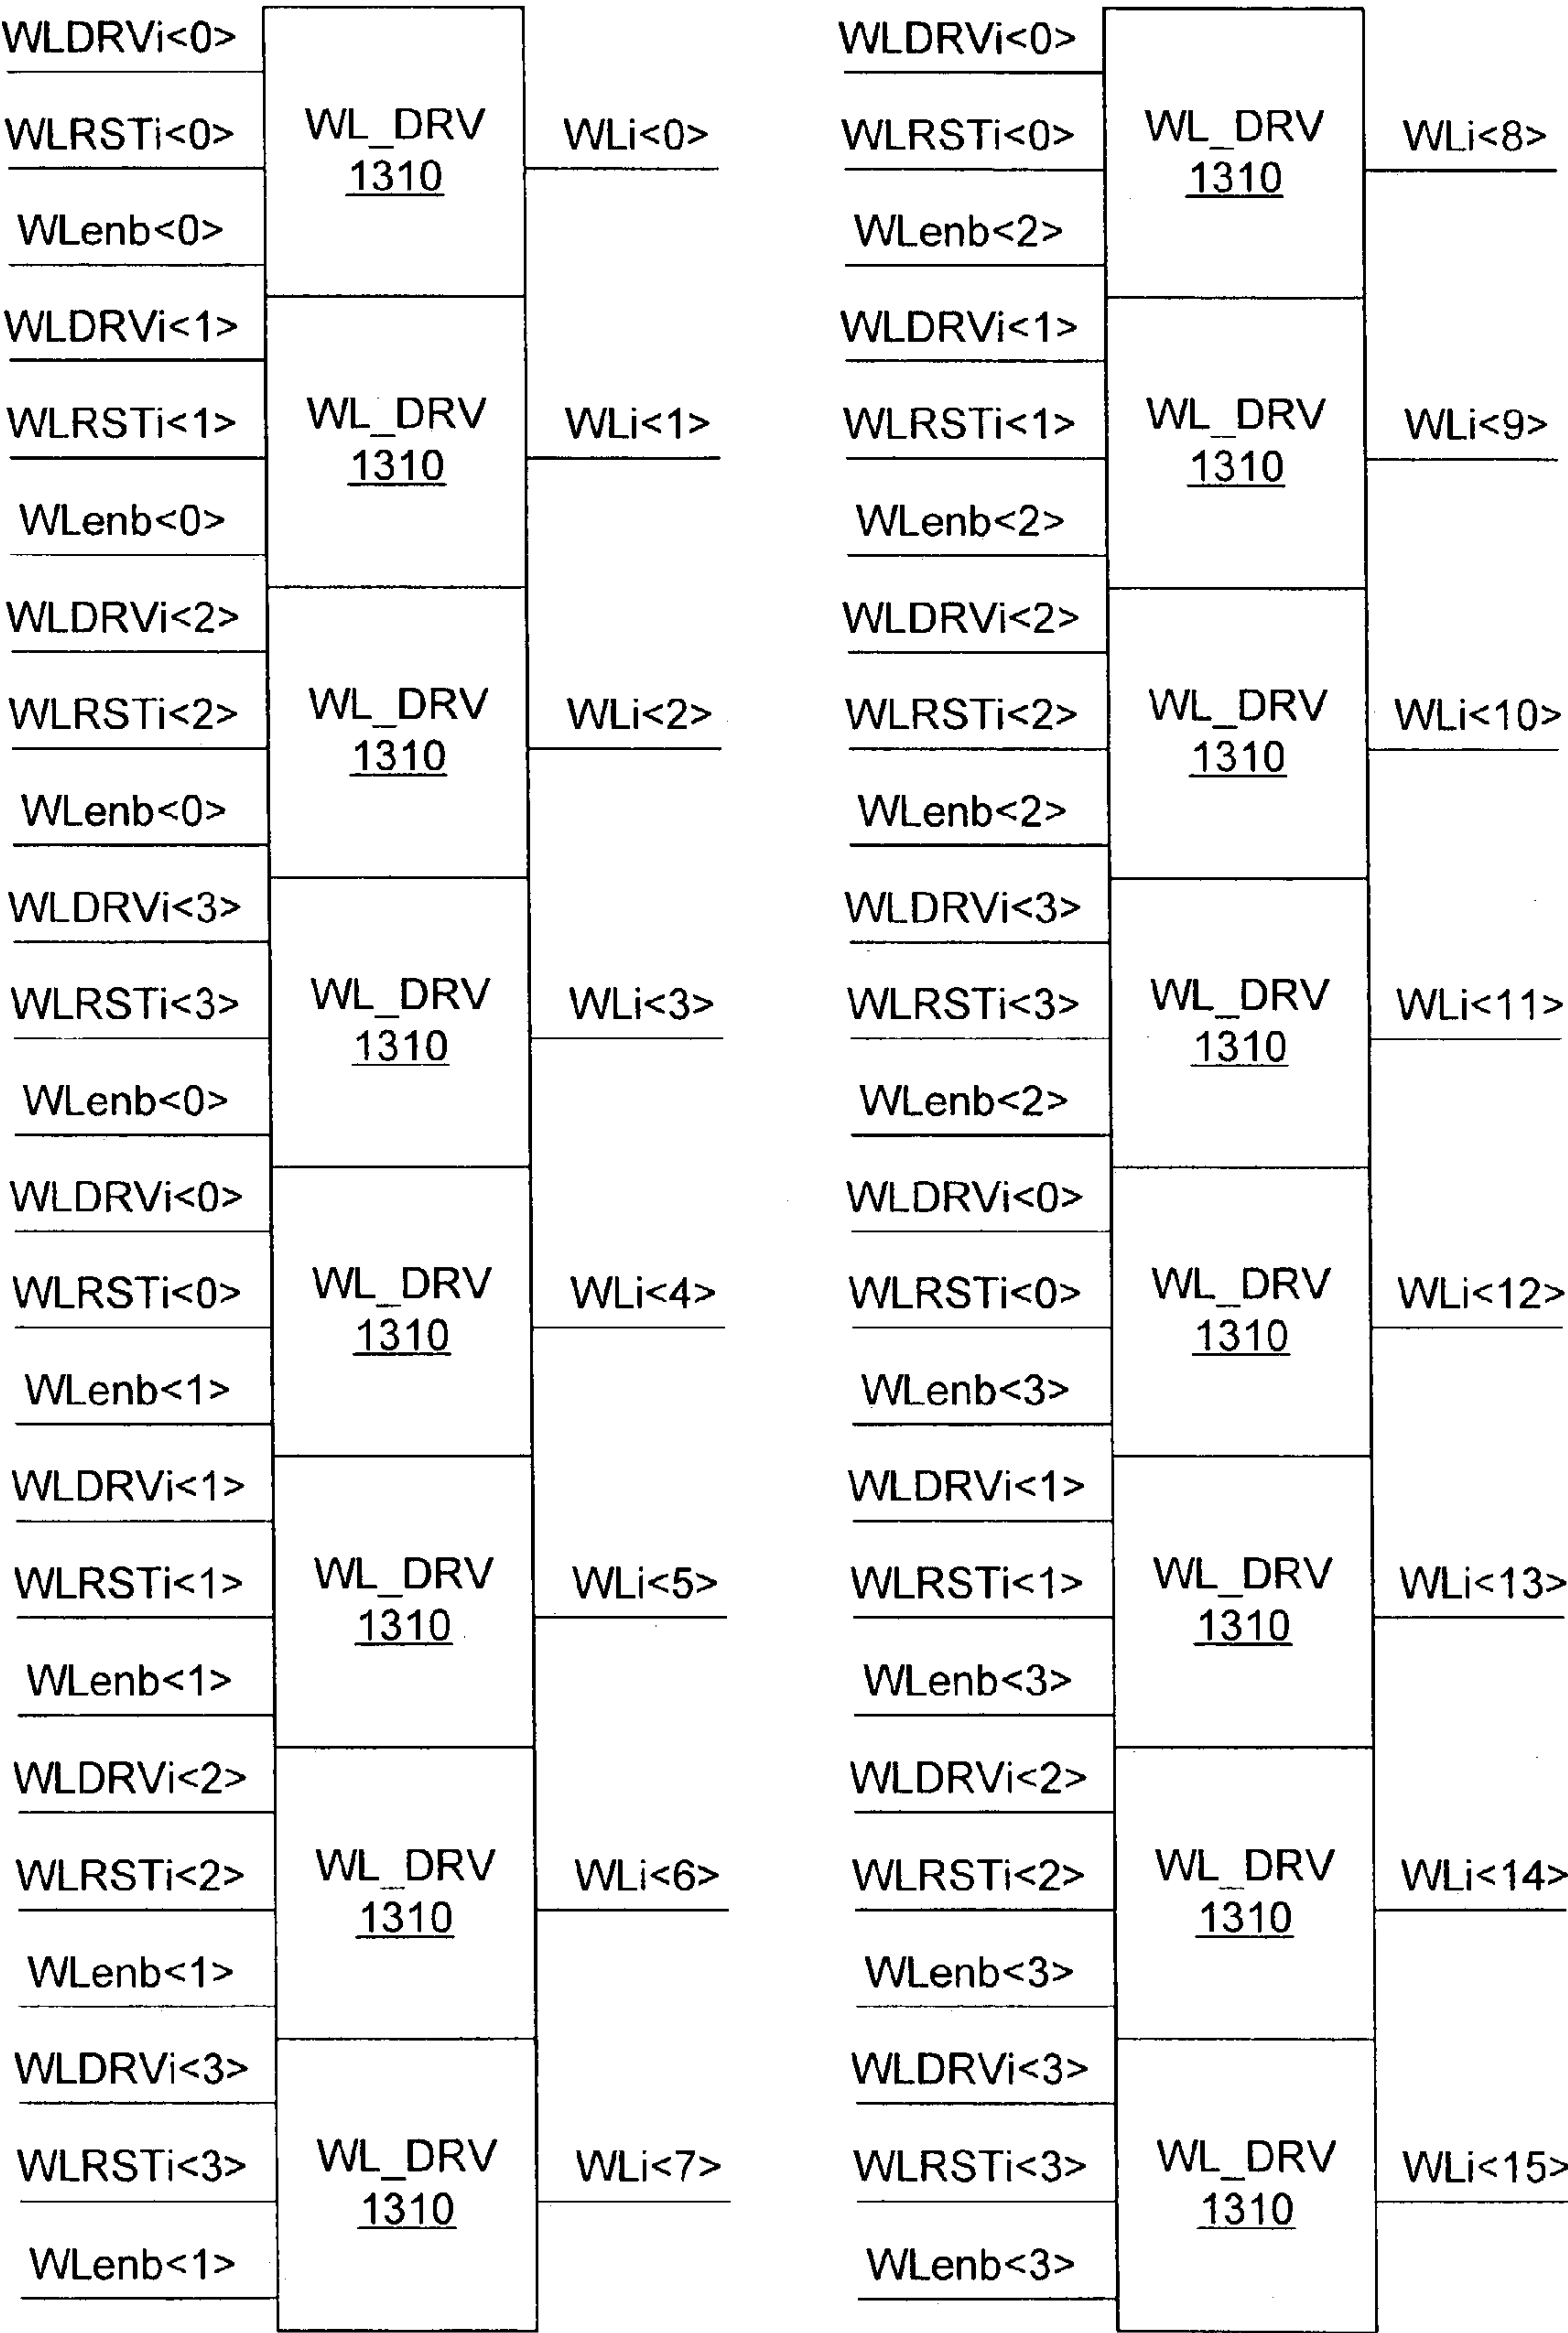 WLDRVi<0>
WLRSTi<0>
WLenb<0>
WL_DRV
1310
WLi<0>
WLDRVi<1>
WLRSTi<1>
WLenb<0>
WL_DRV
1310
WLi<1>
WLDRVi<2>
WLRSTi<2>
WLenb<0>
WL_DRV
1310
WLi<2>
WLDRVi<3>
WLRSTi<3>
WLenb<0>
WL_DRV
1310
WLi<3>
WLDRVi<0>
WLRSTi<0>
WLenb<1>
WL_DRV
1310
WLi<4>
WLDRVi<1>
WLRSTi<1>
WLenb<1>
WL_DRV
1310
WLi<5>
WLDRVi<2>
WLRSTi<2>
WLenb<1>
WL_DRV
1310
WLi<6>
WLDRVi<3>
WLRSTi<3>
WLenb<1>
WL_DRV
1310
WLi<7>
WLDRVi<0>
WLRSTi<0>
WLenb<2>
WL_DRV
1310
WLi<8>
WLDRVi<1>
WLRSTi<1>
WLenb<2>
WL_DRV
1310
WLi<9>
WLDRVi<2>
WLRSTi<2>
WLenb<2>
WL_DRV
1310
WLi<10>
WLDRVi<3>
WLRSTi<3>
WLenb<2>
WL_DRV
1310
WLi<11>
WLDRVi<0>
WLRSTi<0>
WLenb<3>
WL_DRV
1310
WLi<12>
WLDRVi<1>
WLRSTi<1>
WLenb<3>
WL_DRV
1310
WLi<13>
WLDRVi<2>
WLRSTi<2>
WLenb<3>
WL_DRV
1310
WLi<14>
WLDRVi<3>
WLRSTi<3>
WLenb<3>
WL_DRV
1310
WLi<15>